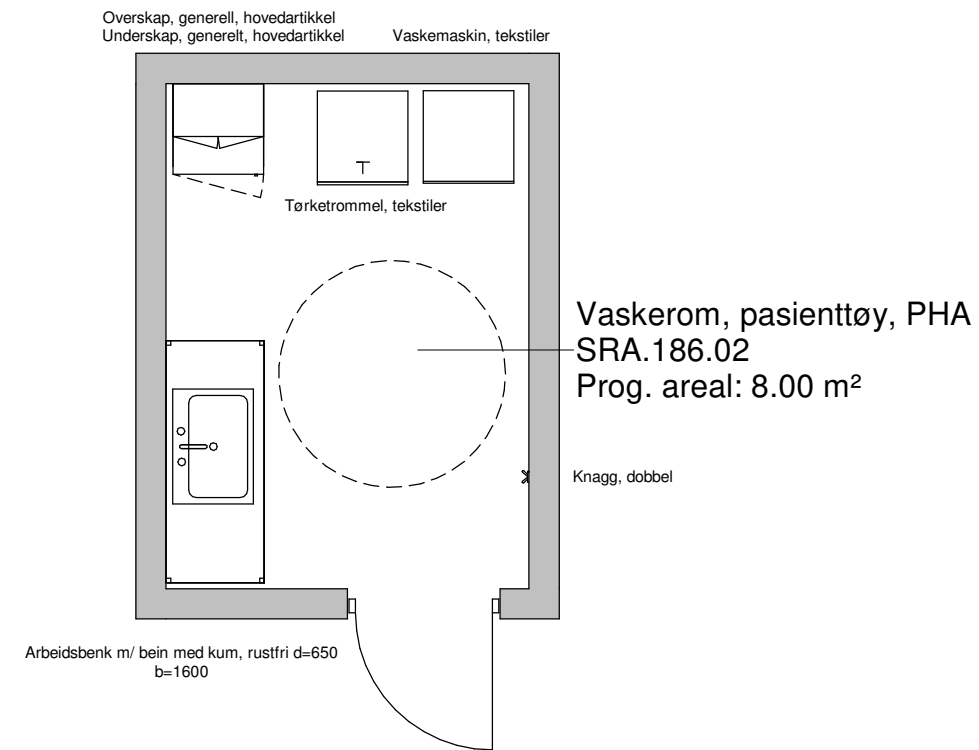 Overskap, generell, hovedartikkel
Underskap, generelt, hovedartikkel
Vaskemaskin, tekstiler
Tørketrommel, tekstiler
Vaskerom, pasienttøy, PHA
SRA.186.02
Prog. areal: 8.00 m²
Knagg, dobbel
Arbeidsbenk m/ bein med kum, rustfri d=650
b=1600